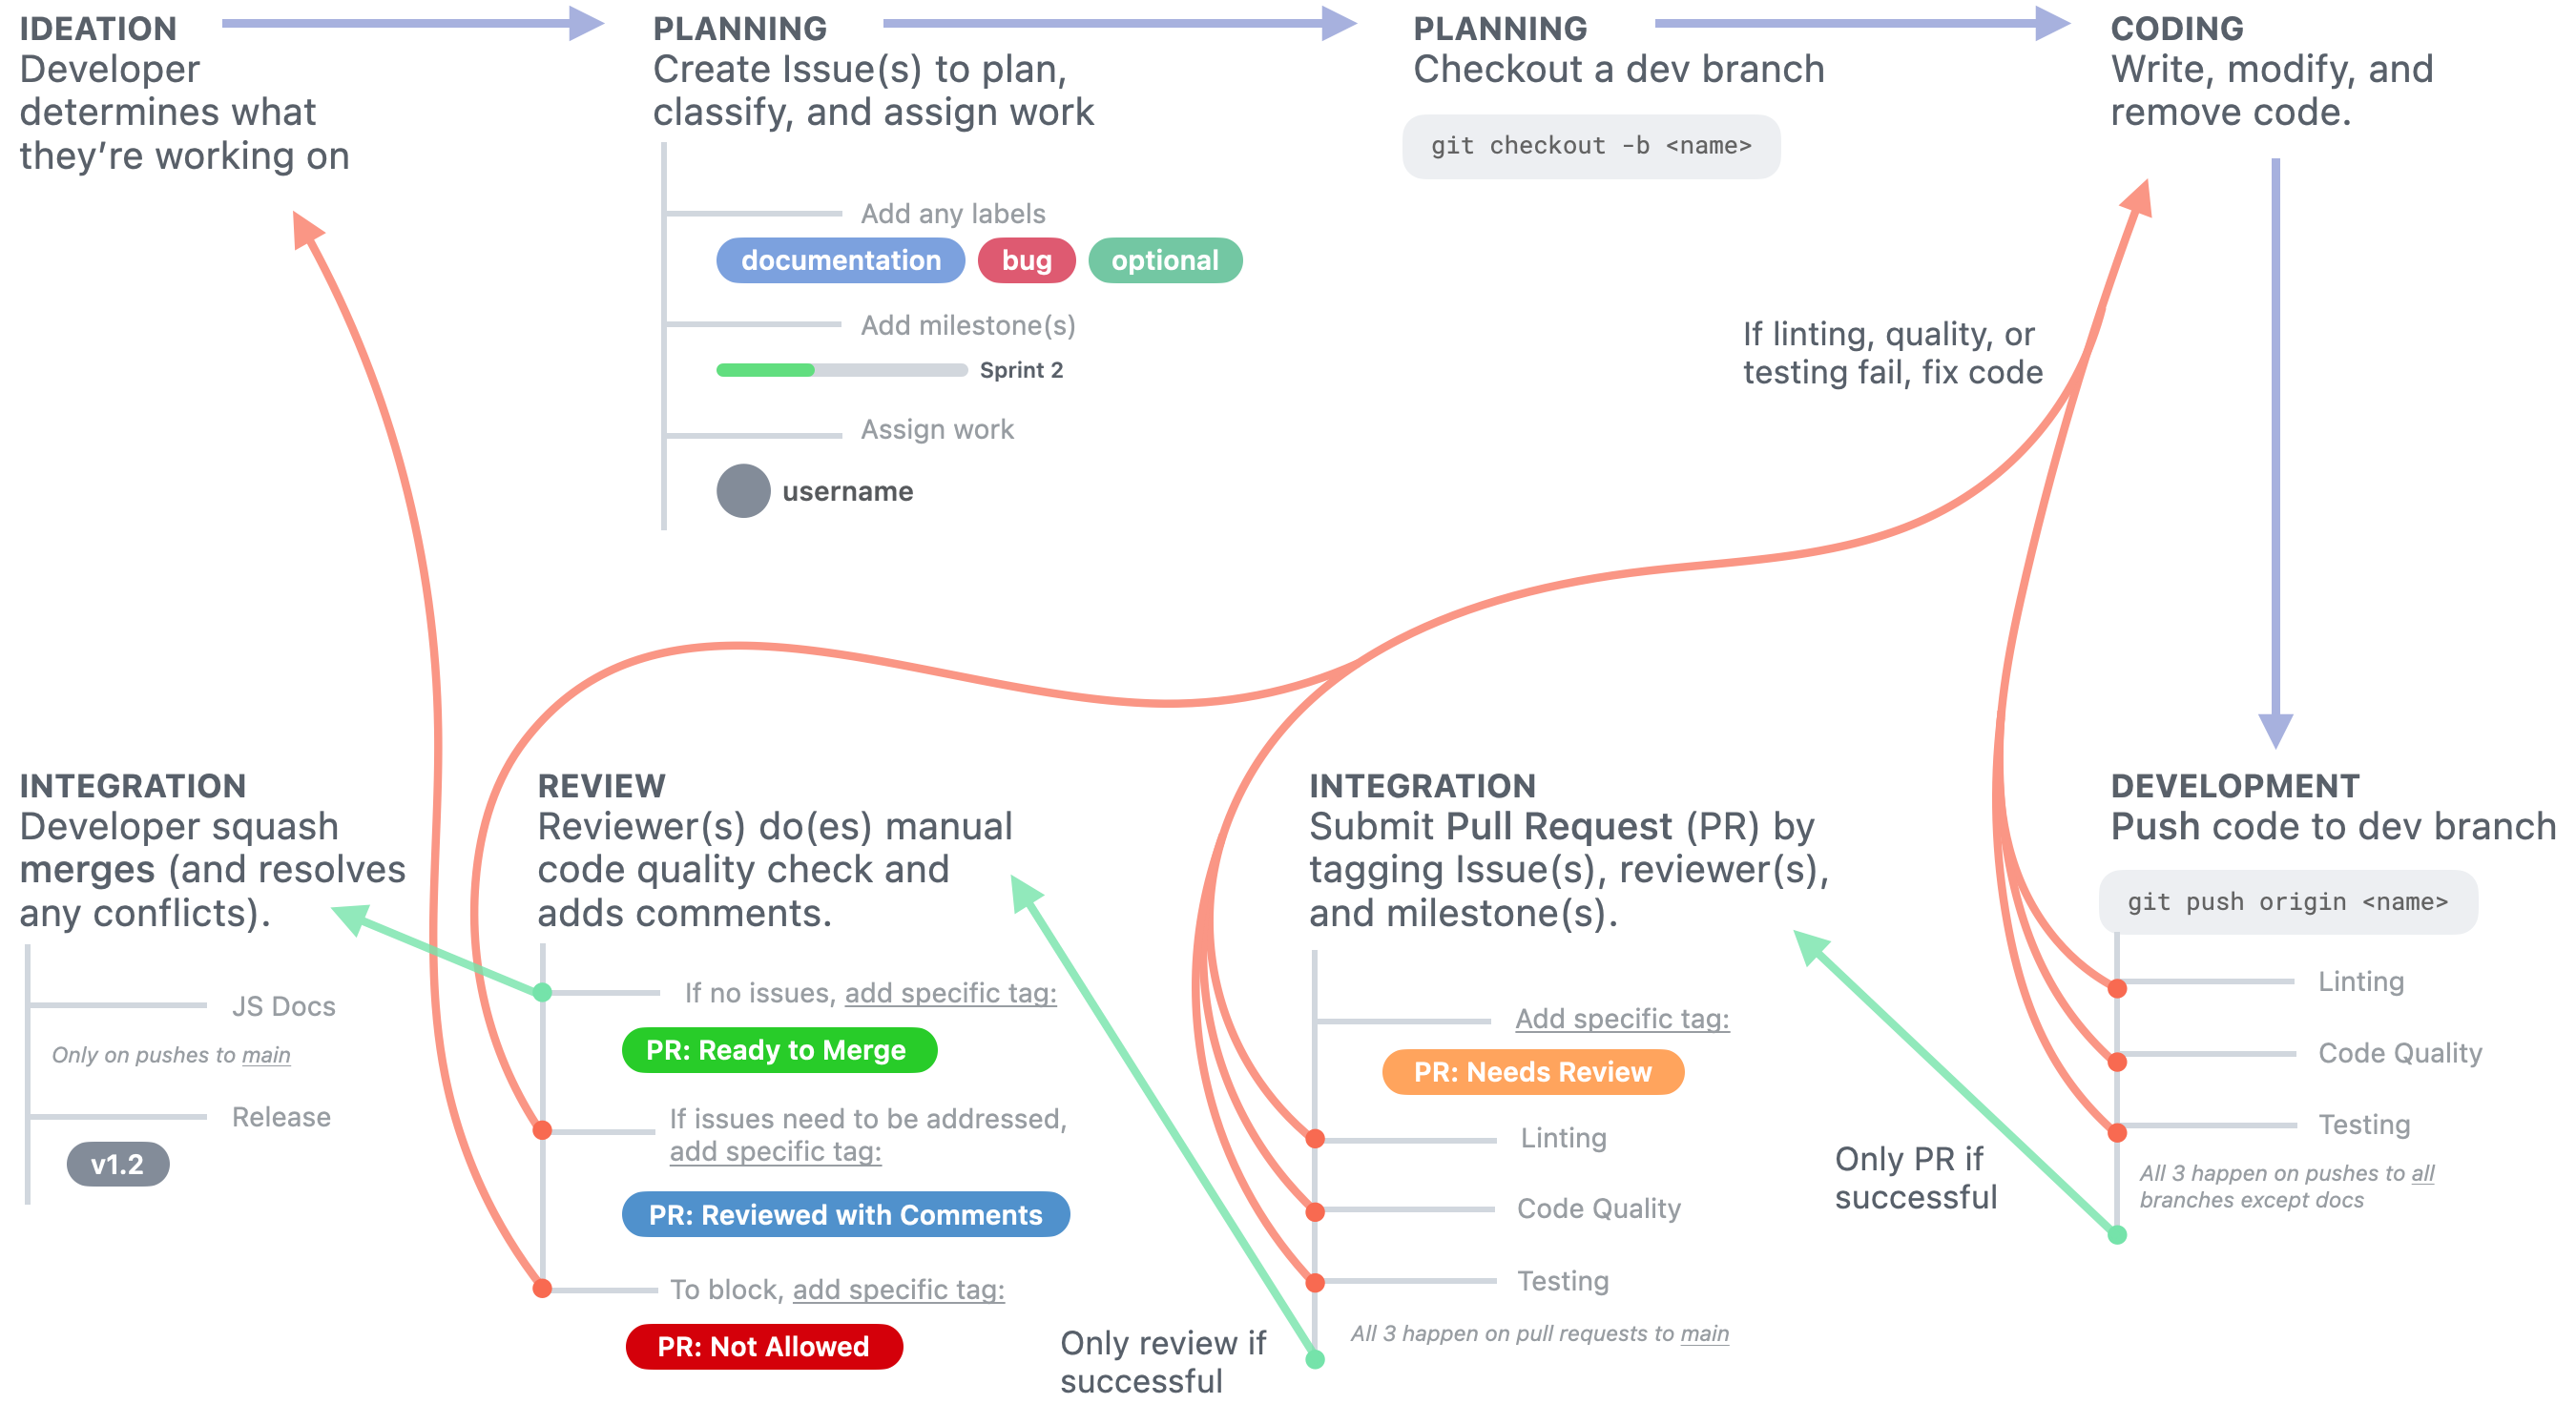 IDEATION
Developer
determines what
they’re working on
PLANNING
Create Issue(s) to plan,
classify, and assign work
Add any labels
documentation
bug
optional
Add milestone(s)
Sprint 2
Assign work
username
PLANNING
Checkout a dev branch
git checkout -b <name>
CODING
Write, modify, and
remove code.
If linting, quality, or
testing fail, fix code
INTEGRATION
Developer squash
merges (and resolves
any conflicts).
JS Docs
Only on pushes to main
Release
v1.2
REVIEW
Reviewer(s) do(es) manual
code quality check and
adds comments.
If no issues, add specific tag:
PR: Ready to Merge
If issues need to be addressed,
add specific tag:
PR: Reviewed with Comments
To block, add specific tag:
PR: Not Allowed
Only review if
successful
INTEGRATION
Submit Pull Request (PR) by
tagging Issue(s), reviewer(s),
and milestone(s).
Add specific tag:
PR: Needs Review
Linting
Code Quality
Testing
All 3 happen on pull requests to main
Only PR if
successful
DEVELOPMENT
Push code to dev branch
git push origin <name>
Linting
Code Quality
Testing
All 3 happen on pushes to all
branches except docs